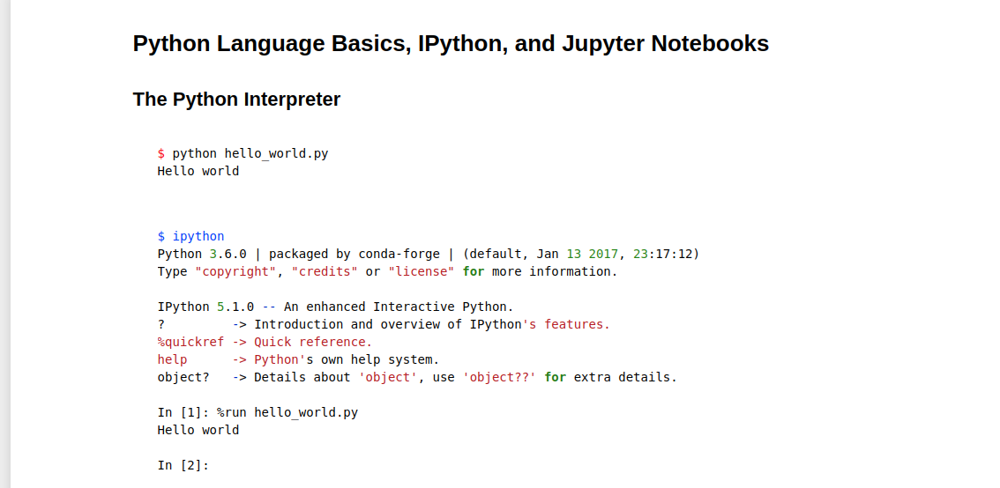 Python Language Basics, IPython, and Jupyter Notebooks
The Python Interpreter
$ python hello_world.py
Hello world
$ ipython
Python 3.6.0 | packaged by conda-forge | (default, Jan 13 2017, 23:17:12)
Type "copyright", "credits" or "license" for more information.
IPython 5.1.0 -- An enhanced Interactive Python.
?         -> Introduction and overview of IPython's features.
%quickref -> Quick reference.
help      -> Python's own help system.
object?   -> Details about 'object', use 'object??' for extra details.
In [1]: %run hello_world.py
Hello world
In [2]: